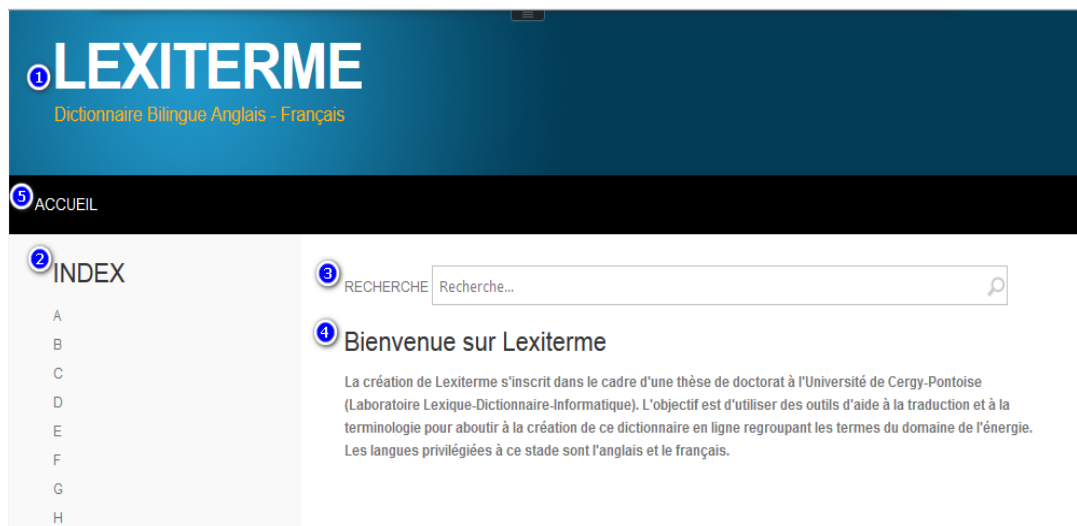 1 LEXITERME
Dictionnaire Bilingue Anglais - Français
5 ACCUEIL
2 INDEX
A
B
C
D
E
F
G
H
3 RECHERCHE Recherche...
4 Bienvenue sur Lexiterme
La création de Lexiterme s'inscrit dans le cadre d'une thèse de doctorat à l'Université de Cergy-Pontoise
(Laboratoire Lexique-Dictionnaire-Informatique). L'objectif est d'utiliser des outils d'aide à la traduction et à la
terminologie pour aboutir à la création de ce dictionnaire en ligne regroupant les termes du domaine de l'énergie.
Les langues privilégiées à ce stade sont l'anglais et le français.